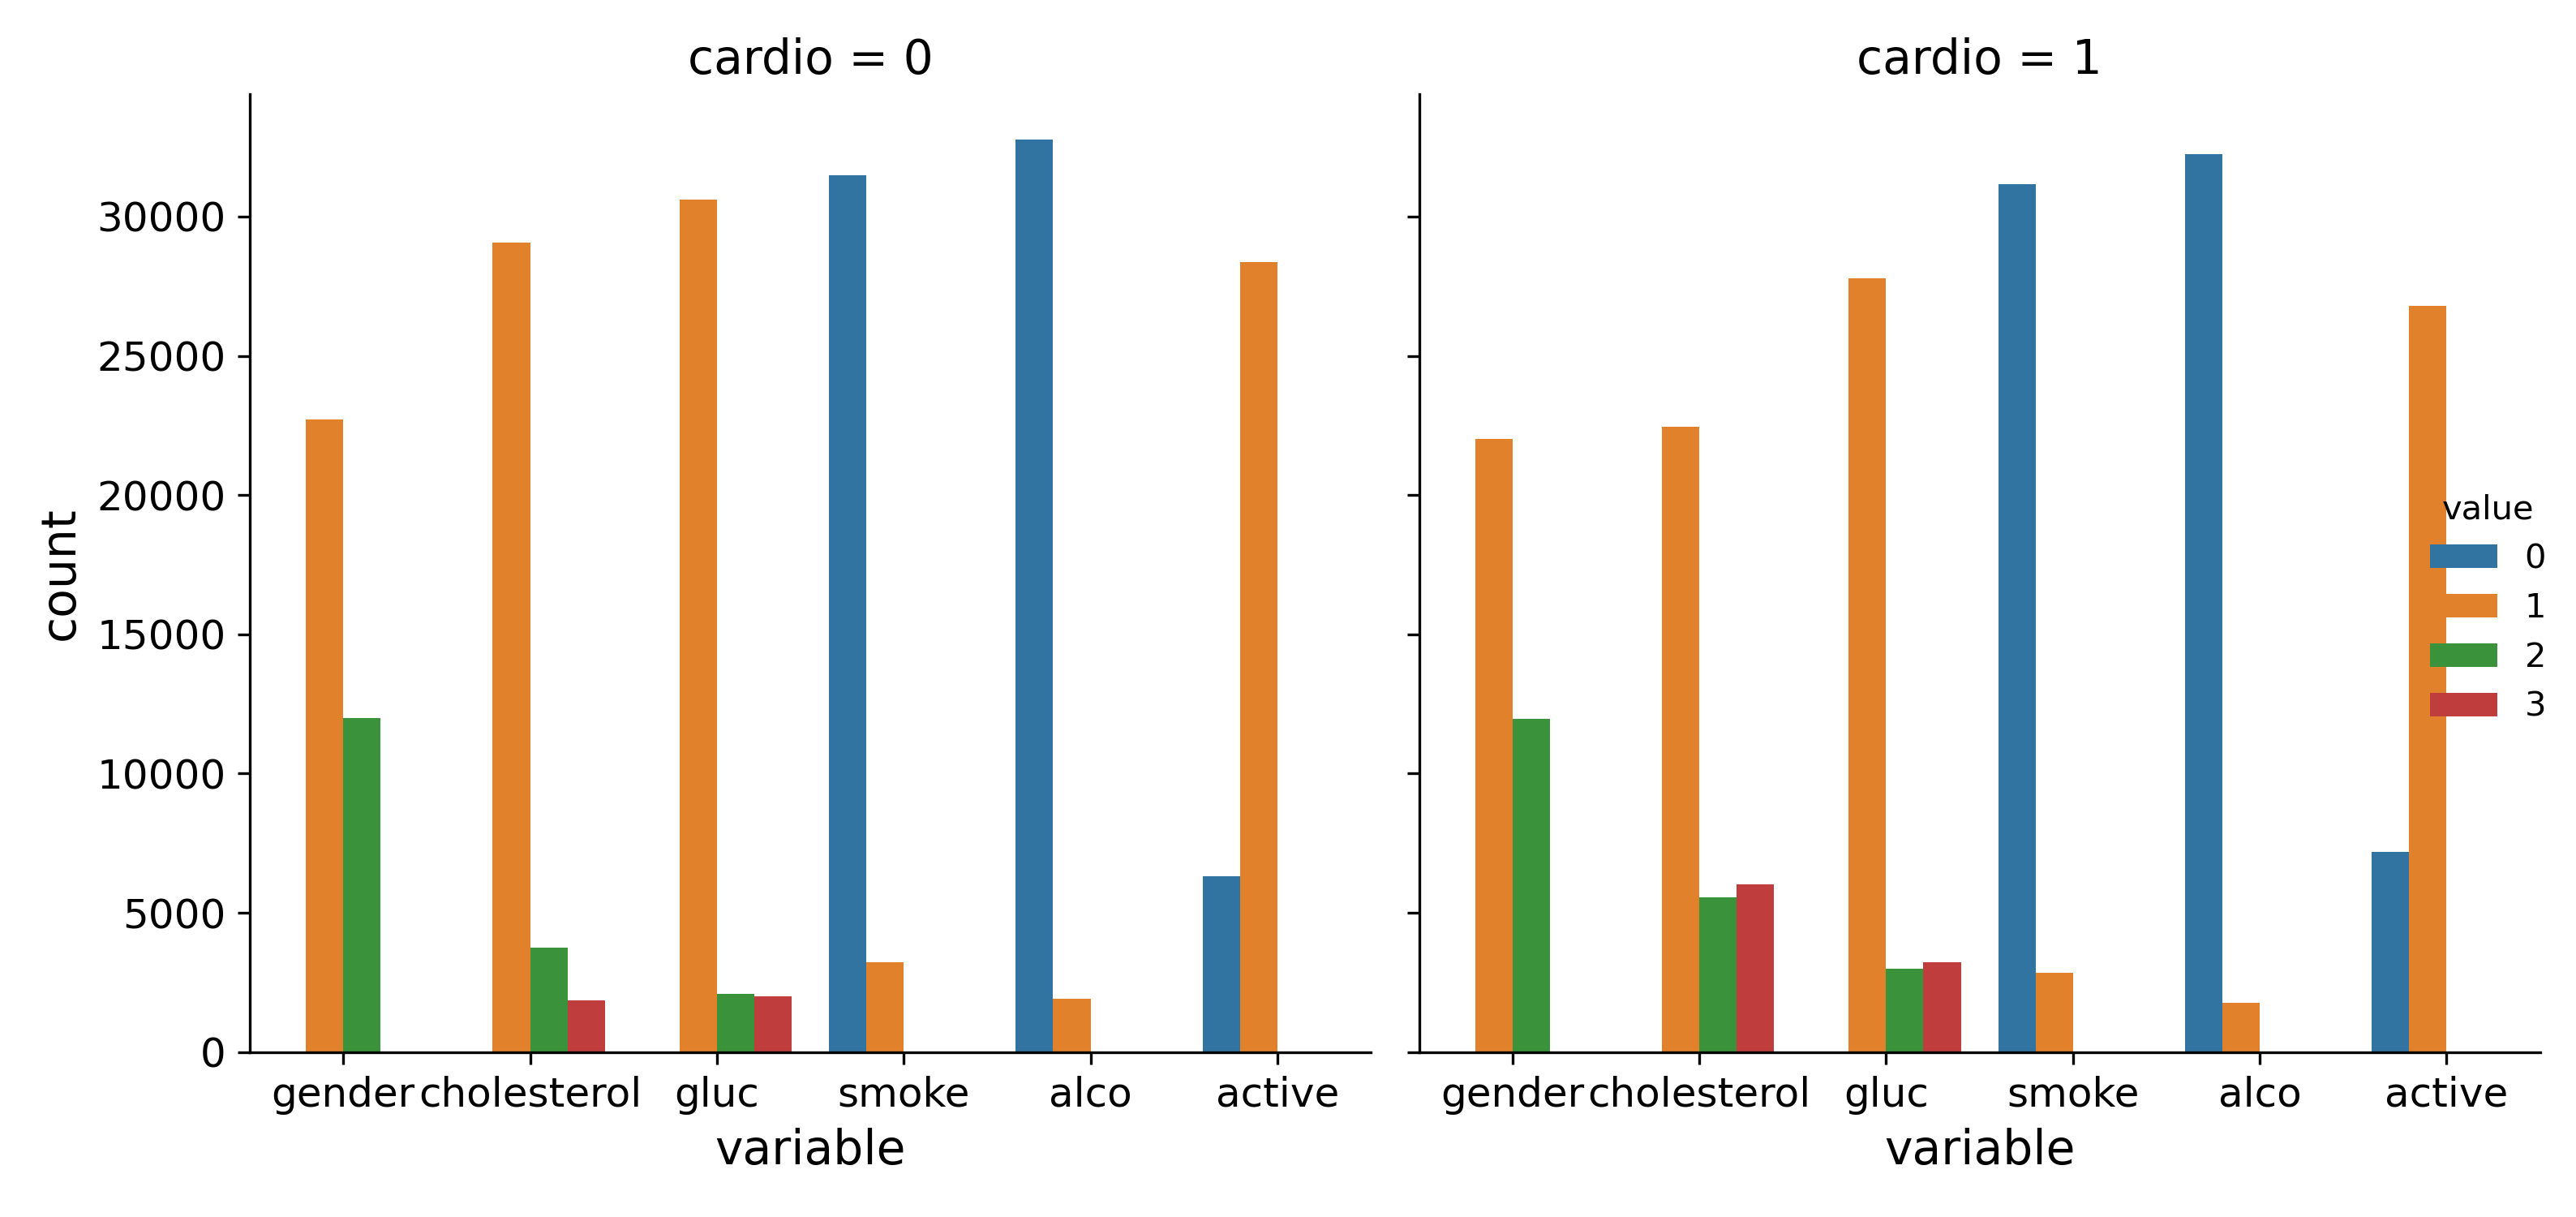 cardio = 0
cardio = 1
count
30000
25000
20000
15000
10000
5000
0
gender cholesterol gluc smoke alco active
variable
gender cholesterol gluc smoke alco active
variable
value
0
1
2
3